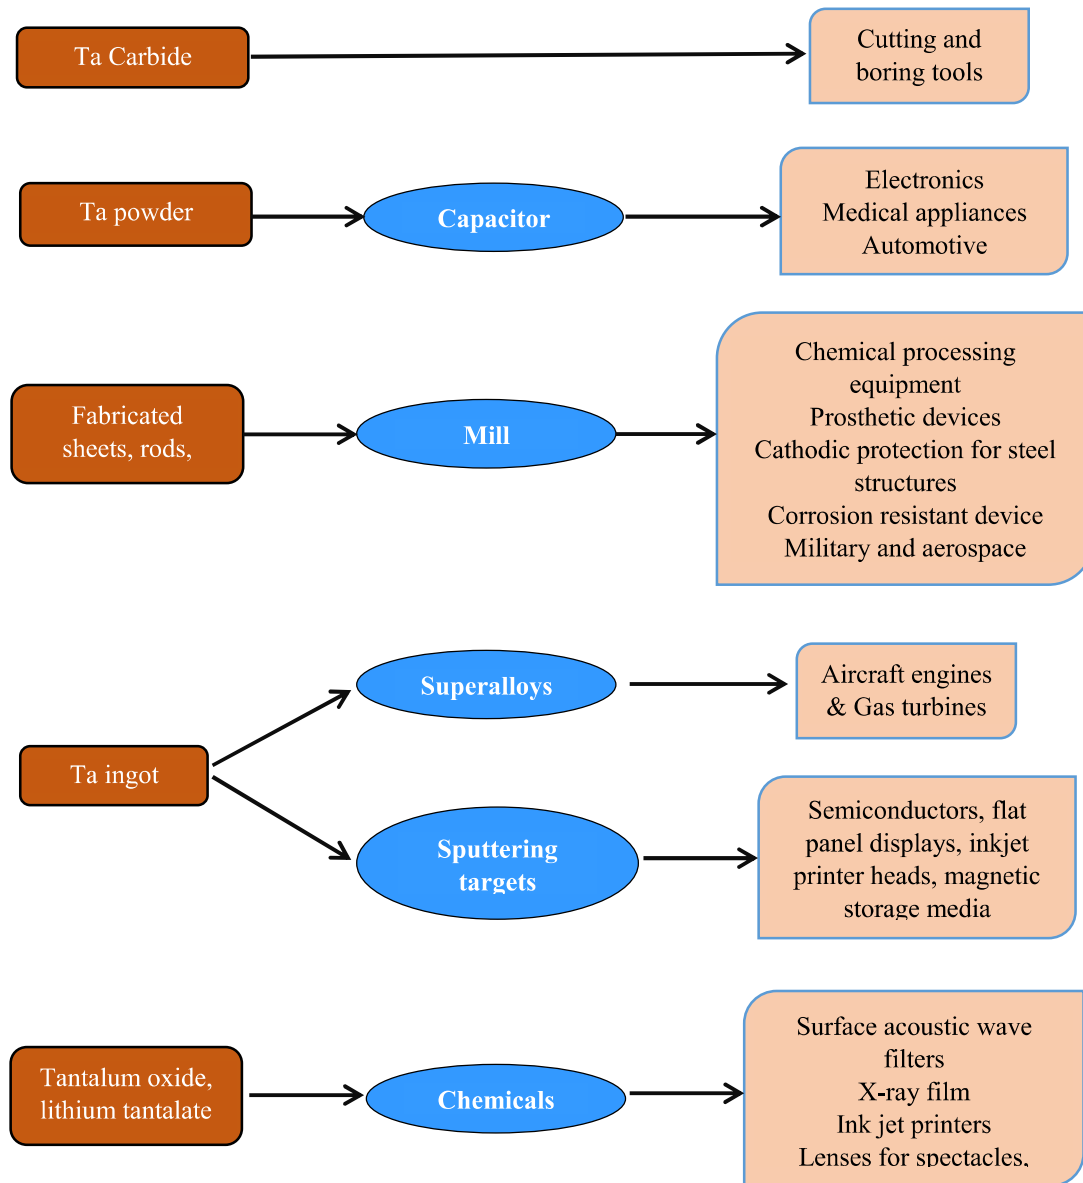 Ta Carbide
Cutting and
boring tools
Ta powder
Capacitor
Electronics
Medical appliances
Automotive
Fabricated
sheets, rods,
Mill
Chemical processing
equipment
Prosthetic devices
Cathodic protection for steel
structures
Corrosion resistant device
Military and aerospace
Ta ingot
Superalloys
Aircraft engines
& Gas turbines
Sputtering
targets
Semiconductors, flat
panel displays, inkjet
printer heads, magnetic
storage media
Tantalum oxide,
lithium tantalate
Chemicals
Surface acoustic wave
filters
X-ray film
Ink jet printers
Lenses for spectacles,